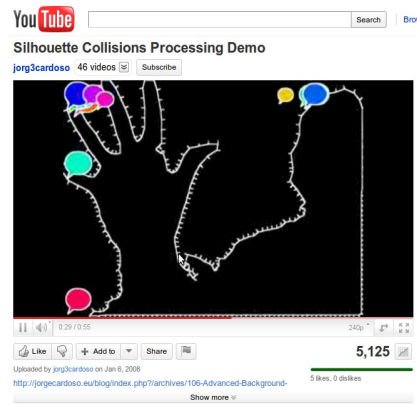 YouTube
Search
Bro
Silhouette Collisions Processing Demo
jorg3cardoso 46 videos Subscribe
0:29 / 0:55
240p
Like
Add to
Share
5,125
Uploaded by jorg3cardoso on Jan 6, 2008
5 likes, 0 dislikes
http://jorgecardoso.eu/blog/index.php?/archives/106-Advanced-Background-
Show more